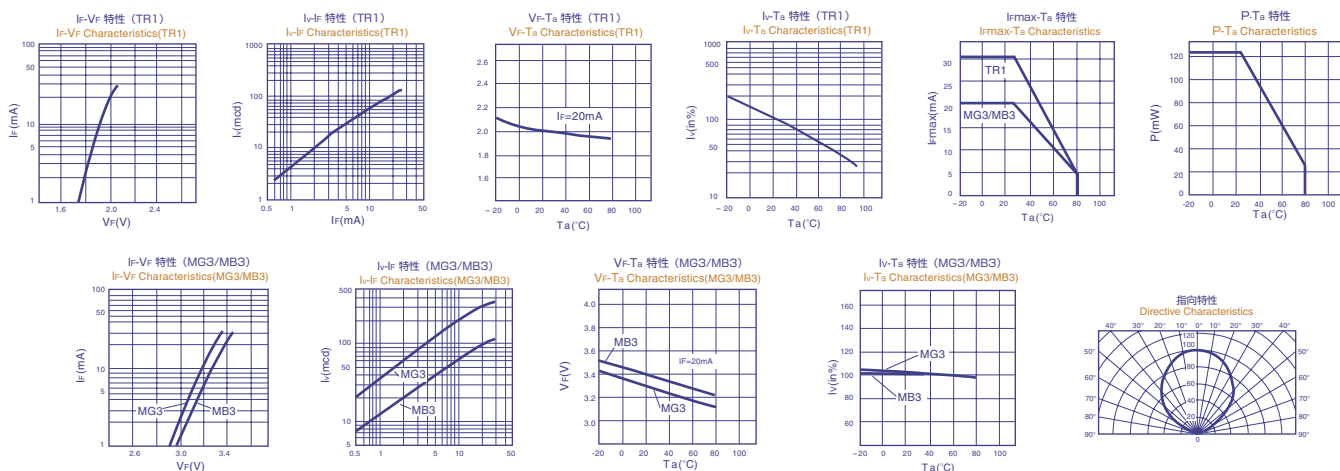 IF-VF 特性（TR1）
IF-VF Characteristics(TR1)
100
50
10
5
1
IF (mA)
1.6 2.0 2.4
VF(V)
Iv-IF 特性（TR1）
Iv-IF Characteristics(TR1)
1000
500
100
50
10
5
1
Iv(mcd)
0.5 1 5 10 50
IF(mA)
VF-Ta 特性（TR1）
VF-Ta Characteristics(TR1)
2.6
2.4
2.2
2.0
1.8
1.6
VF(V)
IF=20mA
－20 0 20 40 60 80 100
Ta(°C)
Iv-Ta 特性（TR1）
Iv-Ta Characteristics(TR1)
1000
500
100
50
10
Iv(in%)
－20 0 20 40 60 80 100
Ta(°C)
IFmax-Ta 特性
IFmax-Ta Characteristics
30
25
20
15
10
5
0
IFmax(mA)
TR1
MG3/MB3
－20 0 20 40 60 80 100
Ta(°C)
P-Ta 特性
P-Ta Characteristics
120
100
80
60
40
20
0
P(mW)
－20 0 20 40 60 80 100
Ta(°C)
IF-VF 特性（MG3/MB3）
IF-VF Characteristics(MG3/MB3)
100
50
10
5
1
IF (mA)
MG3 MB3
2.6 3.0 3.4
VF(V)
Iv-IF 特性（MG3/MB3）
Iv-IF Characteristics(MG3/MB3)
500
100
50
10
5
Iv(mcd)
MG3
MB3
0.5 1 5 10 50
IF(mA)
VF-Ta 特性（MG3/MB3）
VF-Ta Characteristics(MG3/MB3)
4.0
3.8
3.6
3.4
3.2
3.0
VF(V)
MB3
IF=20mA
MG3
－20 0 20 40 60 80 100
Ta(°C)
Iv-Ta 特性（MG3/MB3）
Iv-Ta Characteristics(MG3/MB3)
160
140
120
100
80
60
Iv(in%)
MG3
MB3
－20 0 20 40 60 80 100
Ta(°C)
指向特性
Directive Characteristics
40° 30° 20° 10° 0° 10° 20° 30° 40°
120
50° 100 50°
80
60° 60 60°
70° 40 70°
80° 20 80°
90° 90°
0